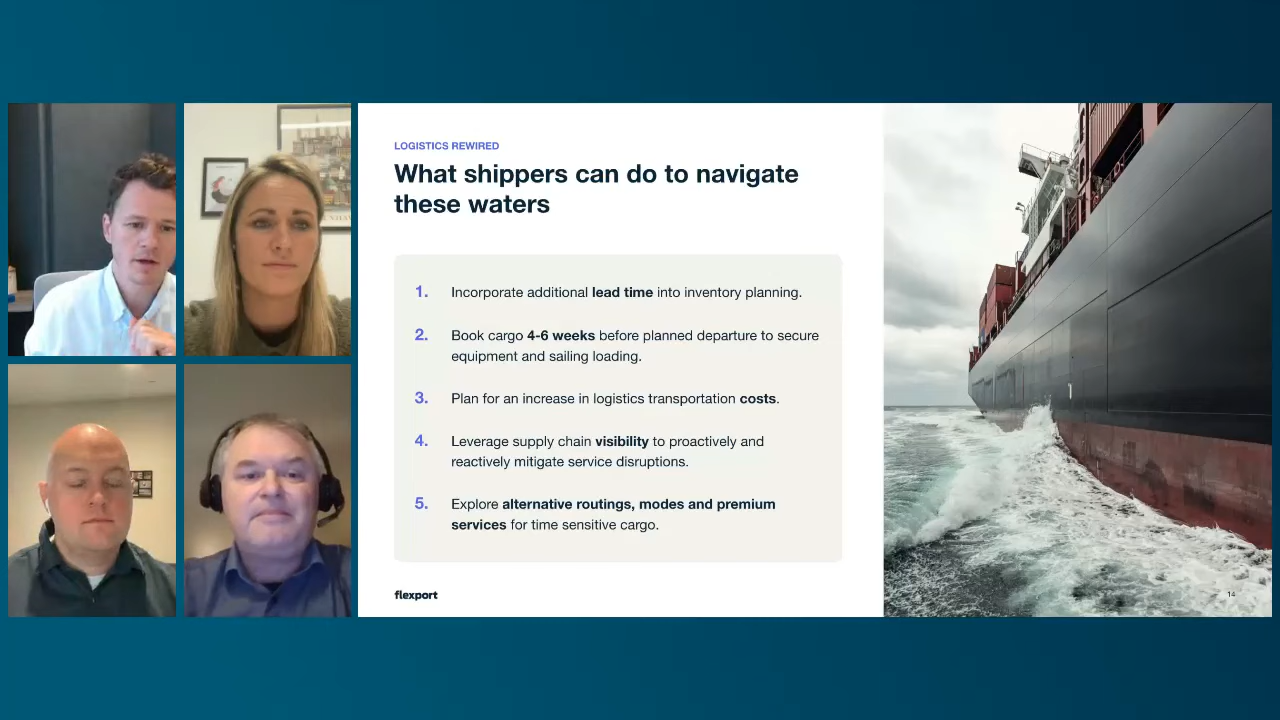 LOGISTICS REWIRED
What shippers can do to navigate
these waters
1. Incorporate additional lead time into inventory planning.
2. Book cargo 4-6 weeks before planned departure to secure
equipment and sailing loading.
3. Plan for an increase in logistics transportation costs.
4. Leverage supply chain visibility to proactively and
reactively mitigate service disruptions.
5. Explore alternative routings, modes and premium
services for time sensitive cargo.
flexport
14